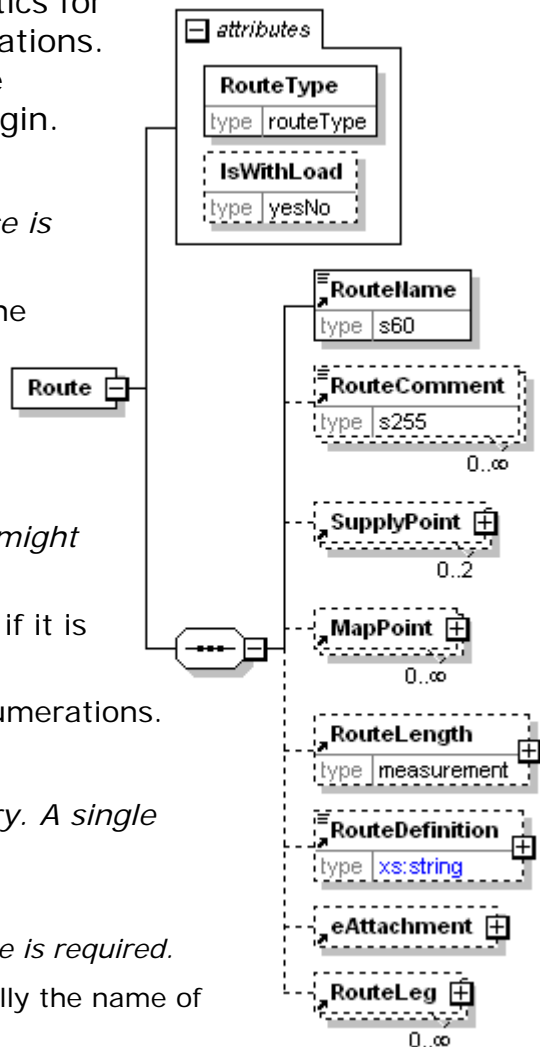 tics for
ations.
e
gin.
e is
ne
might
if it is
umerations.
ry. A single
e is required.
lly the name of
attributes
RouteType
type routeType
IsWithLoad
type yesNo
Route
RouteName
type s60
RouteComment
type s255
0..∞
SupplyPoint
0..2
MapPoint
0..∞
RouteLength
type measurement
RouteDefinition
type xs:string
eAttachment
RouteLeg
0..∞